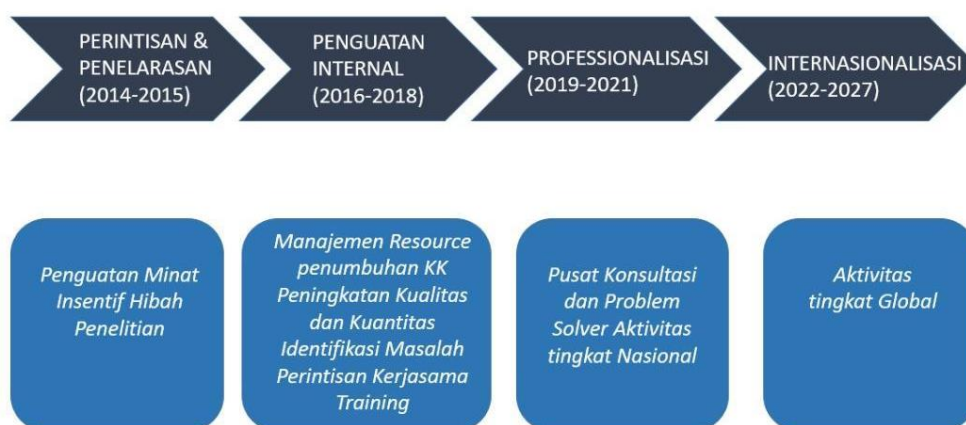 PERINTISAN &
PENELARASAN
(2014-2015)
PENGUATAN
INTERNAL
(2016-2018)
PROFESSIONALISASI
(2019-2021)
INTERNASIONALISASI
(2022-2027)
Penguatan Minat
Insentif Hibah
Penelitian
Manajemen Resource
penumbuhan KK
Peningkatan Kualitas
dan Kuantitas
Identifikasi Masalah
Perintisan Kerjasama
Training
Pusat Konsultasi
dan Problem
Solver Aktivitas
tingkat Nasional
Aktivitas
tingkat Global